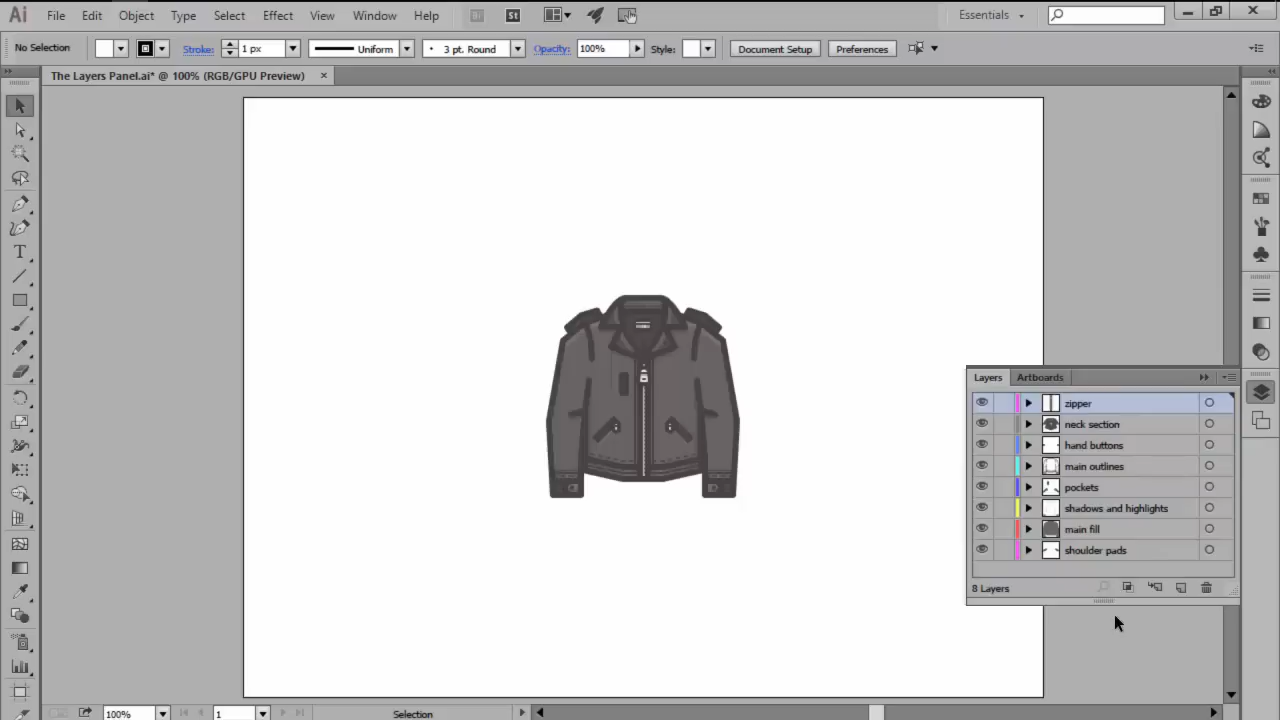 Ai File Edit Object Type Select Effect View Window Help Br St Essentials
No Selection Stroke: 1 px Uniform 3 pt. Round Opacity: 100% Style: Document Setup Preferences
The Layers Panel.ai* @ 100% (RGB/GPU Preview) ×
T
Layers Artboards
zipper
neck section
hand buttons
main outlines
pockets
shadows and highlights
main fill
shoulder pads
8 Layers
100% 1 Selection